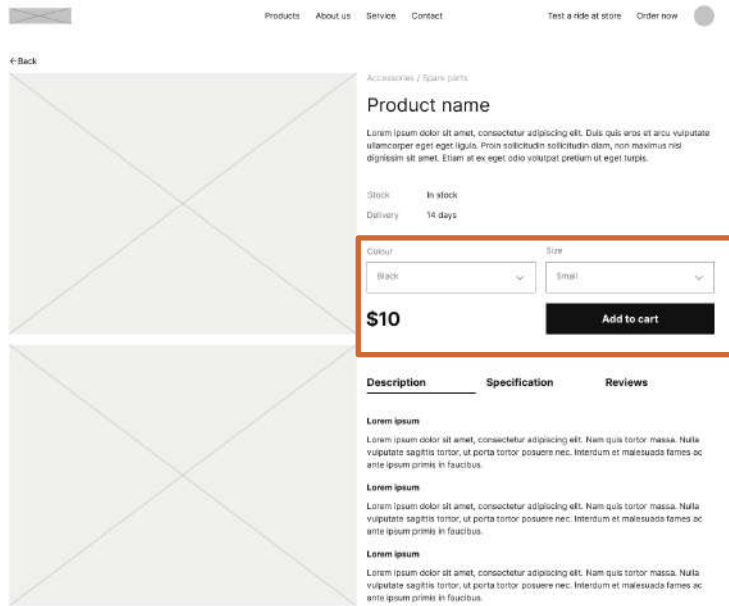 Products About us Service Contact Test a ride at store Order now
←Back
Accessories / Spare parts
Product name
Lorem ipsum dolor sit amet, consectetur adipiscing elit. Duis quis eros et arcu vulputate
ullamcorper eget eget ligula. Proin sollicitudin sollicitudin diam, non maximus nisl
dignissim sit amet. Etiam at ex eget odio volutpat pretium ut eget turpis.
Stock In stock
Delivery 14 days
Colour Size
Black Small
$10 Add to cart
Description Specification Reviews
Lorem ipsum
Lorem ipsum dolor sit amet, consectetur adipiscing elit. Nam quis tortor massa. Nulla
vulputate sagittis tortor, ut porta tortor posuere nec. Interdum et malesuada fames ac
ante ipsum primis in faucibus.
Lorem ipsum
Lorem ipsum dolor sit amet, consectetur adipiscing elit. Nam quis tortor massa. Nulla
vulputate sagittis tortor, ut porta tortor posuere nec. Interdum et malesuada fames ac
ante ipsum primis in faucibus.
Lorem ipsum
Lorem ipsum dolor sit amet, consectetur adipiscing elit. Nam quis tortor massa. Nulla
vulputate sagittis tortor, ut porta tortor posuere nec. Interdum et malesuada fames ac
ante ipsum primis in faucibus.